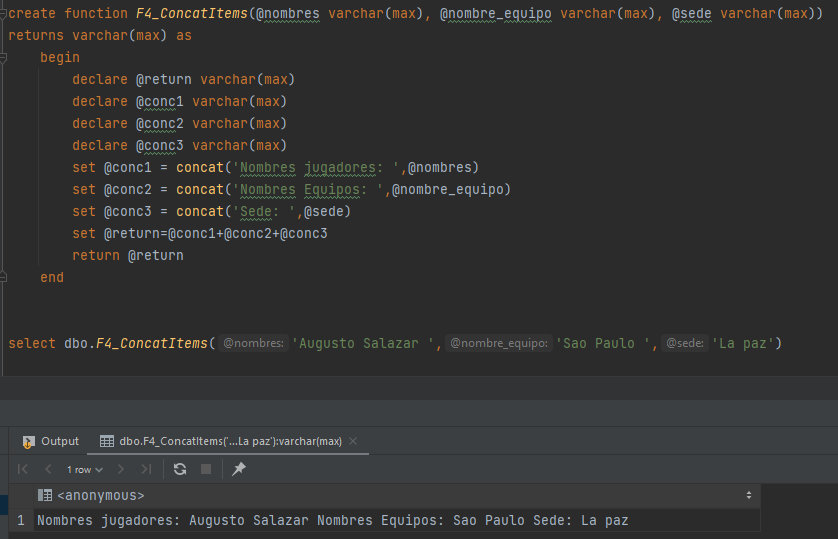 create function F4_ConcatItems(@nombres varchar(max), @nombre_equipo varchar(max), @sede varchar(max))
returns varchar(max) as
begin
declare @return varchar(max)
declare @conc1 varchar(max)
declare @conc2 varchar(max)
declare @conc3 varchar(max)
set @conc1 = concat('Nombres jugadores: ',@nombres)
set @conc2 = concat('Nombres Equipos: ',@nombre_equipo)
set @conc3 = concat('Sede: ',@sede)
set @return=@conc1+@conc2+@conc3
return @return
end
select dbo.F4_ConcatItems( @nombres: 'Augusto Salazar ', @nombre_equipo: 'Sao Paulo ', @sede: 'La paz')
Output dbo.F4_ConcatItems('...La paz'):varchar(max)
1 row
<anonymous>
1 Nombres jugadores: Augusto Salazar Nombres Equipos: Sao Paulo Sede: La paz